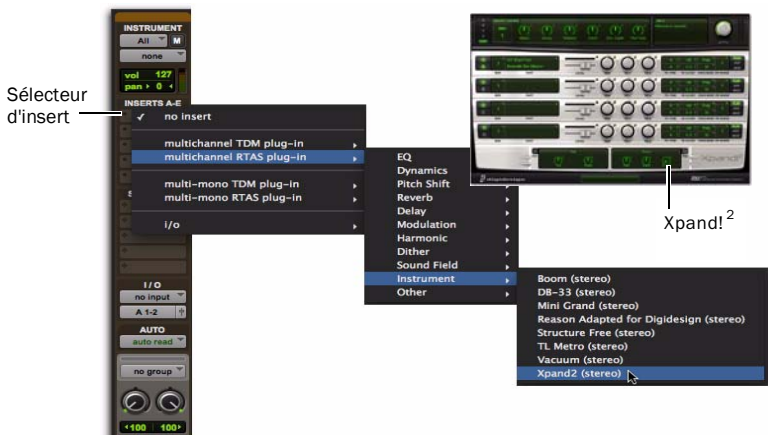 INSTRUMENT
All M
none
vol 127
pan 0
INSERTS A-E
Sélecteur
d'insert
✓ no insert
multichannel TDM plug-in
multichannel RTAS plug-in
multi-mono TDM plug-in
multi-mono RTAS plug-in
i/o
EQ
Dynamics
Pitch Shift
Reverb
Delay
Modulation
Harmonic
Dither
Sound Field
Instrument
Other
Boom (stereo)
DB-33 (stereo)
Mini Grand (stereo)
Reason Adapted for Digidesign (stereo)
Structure Free (stereo)
TL Metro (stereo)
Vacuum (stereo)
Xpand2 (stereo)
Xpand!²
I / O
no input
A 1-2
AUTO
auto read
no group
100 100